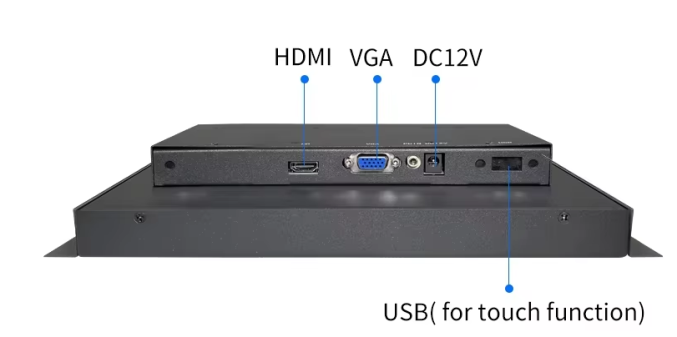 HDMI VGA DC12V
USB( for touch function)